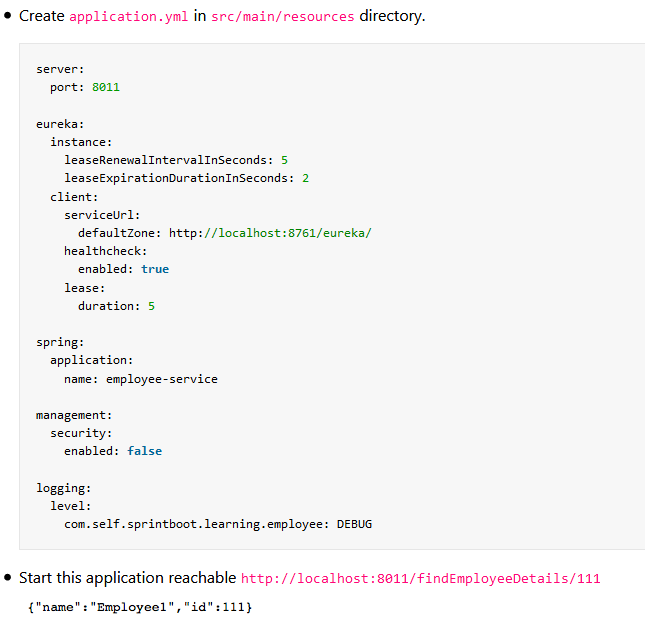 • Create application.yml in src/main/resources directory.
server:
  port: 8011

eureka:
  instance:
    leaseRenewalIntervalInSeconds: 5
    leaseExpirationDurationInSeconds: 2
  client:
    serviceUrl:
      defaultZone: http://localhost:8761/eureka/
    healthcheck:
      enabled: true
    lease:
      duration: 5

spring:
  application:
    name: employee-service

management:
  security:
    enabled: false

logging:
  level:
    com.self.sprintboot.learning.employee: DEBUG

• Start this application reachable http://localhost:8011/findEmployeeDetails/111
{"name":"Employee1","id":111}